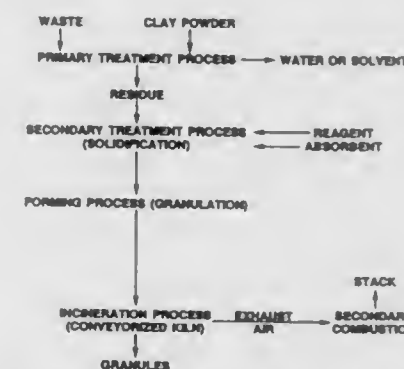 WASTE CLAY POWDER
PRIMARY TREATMENT PROCESS WATER OR SOLVENT
RESIDUE
SECONDARY TREATMENT PROCESS REAGENT
(SOLIDIFICATION) ABSORBENT
FORMING PROCESS (GRANULATION)
STACK
INCINERATION PROCESS EXHAUST SECONDARY
(CONVEYORIZED KILN) AIR COMBUSTIO
GRANULES